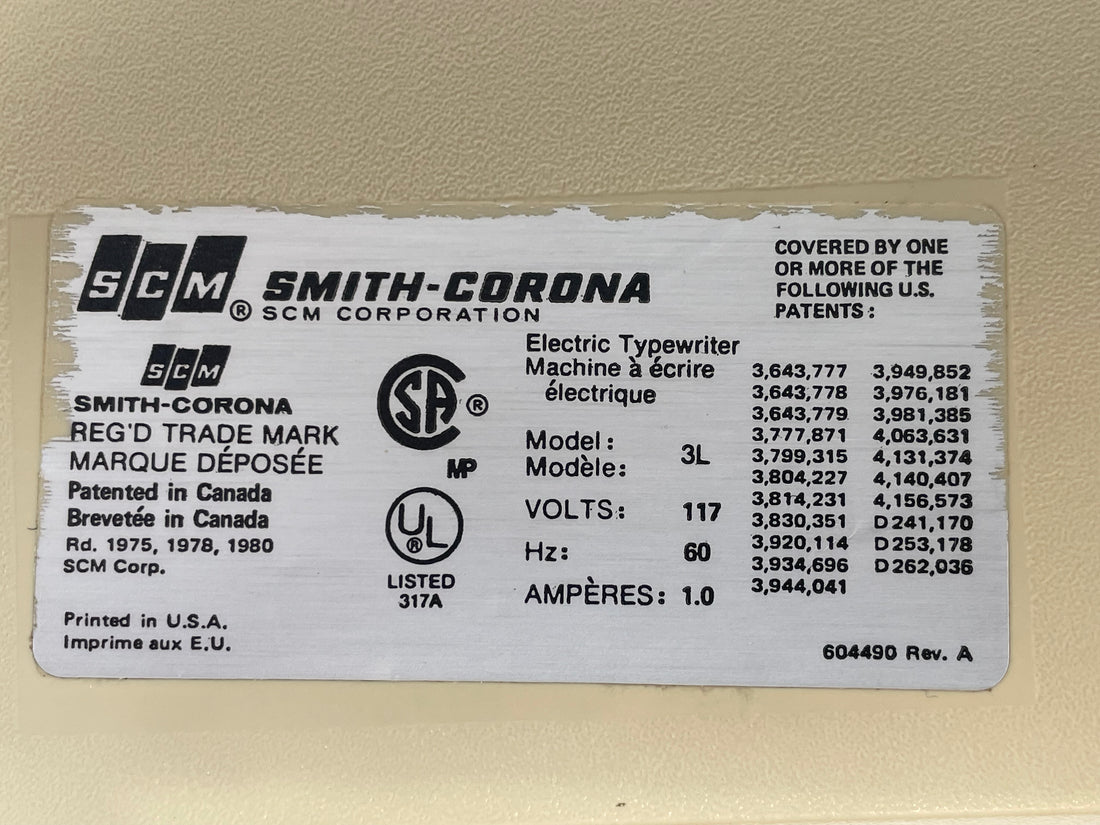 SCM ® SMITH-CORONA
SCM CORPORATION
SCM
SMITH-CORONA
REG'D TRADE MARK
MARQUE DÉPOSÉE
Patented in Canada
Brevetée in Canada
Rd. 1975, 1978, 1980
SCM Corp.
Printed in U.S.A.
Imprime aux E.U.
SA ®
MP
UL ®
LISTED
317A
Electric Typewriter
Machine à écrire
électrique
Model: 3L
Modèle:
VOLTS: 117
Hz: 60
AMPÈRES: 1.0
COVERED BY ONE
OR MORE OF THE
FOLLOWING U.S.
PATENTS:
3,643,777 3,949,852
3,643,778 3,976,181
3,643,779 3,981,385
3,777,871 4,063,631
3,799,315 4,131,374
3,804,227 4,140,407
3,814,231 4,156,573
3,830,351 D241,170
3,920,114 D253,178
3,934,696 D262,036
3,944,041
604490 Rev. A